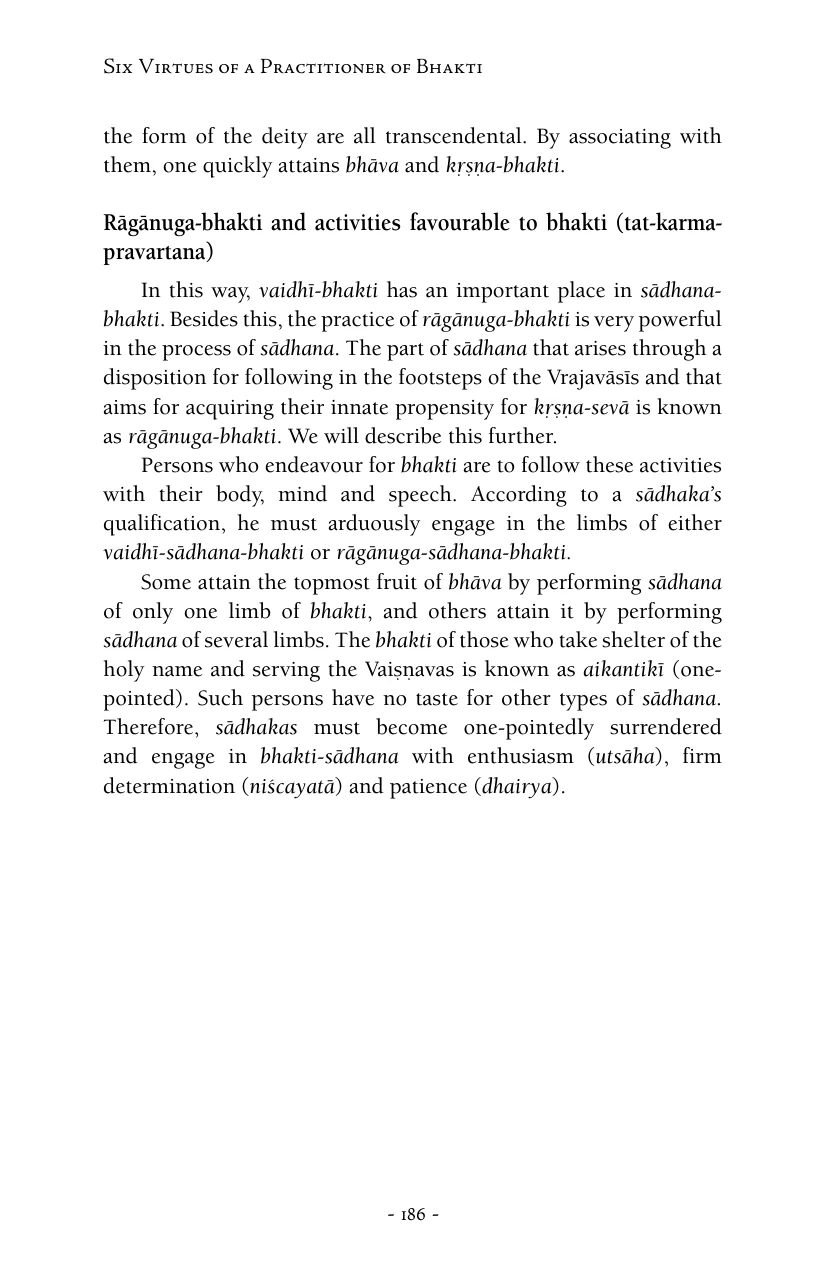 Six Virtues of a Practitioner of Bhakti
the form of the deity are all transcendental. By associating with
them, one quickly attains bhāva and kṛṣṇa-bhakti.
Rāgānuga-bhakti and activities favourable to bhakti (tat-karma-
pravartana)
In this way, vaidhī-bhakti has an important place in sādhana-
bhakti. Besides this, the practice of rāgānuga-bhakti is very powerful
in the process of sādhana. The part of sādhana that arises through a
disposition for following in the footsteps of the Vrajavāsīs and that
aims for acquiring their innate propensity for kṛṣṇa-sevā is known
as rāgānuga-bhakti. We will describe this further.
Persons who endeavour for bhakti are to follow these activities
with their body, mind and speech. According to a sādhaka’s
qualification, he must arduously engage in the limbs of either
vaidhī-sādhana-bhakti or rāgānuga-sādhana-bhakti.
Some attain the topmost fruit of bhāva by performing sādhana
of only one limb of bhakti, and others attain it by performing
sādhana of several limbs. The bhakti of those who take shelter of the
holy name and serving the Vaiṣṇavas is known as aikantikī (one-
pointed). Such persons have no taste for other types of sādhana.
Therefore, sādhakas must become one-pointedly surrendered
and engage in bhakti-sādhana with enthusiasm (utsāha), firm
determination (niścayatā) and patience (dhairya).
- 186 -